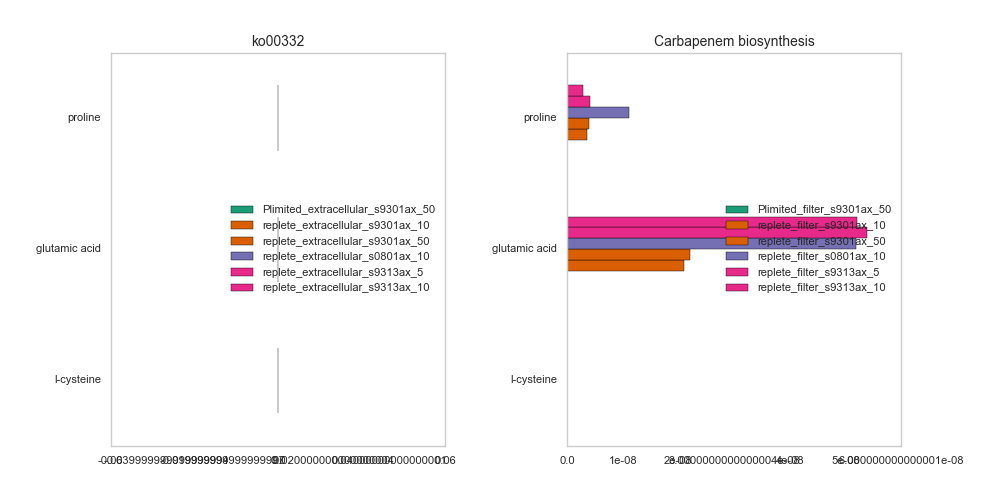 ko00332
Carbapenem biosynthesis
proline
glutamic acid
l-cysteine
Plimited_extracellular_s9301ax_50
replete_extracellular_s9301ax_10
replete_extracellular_s9301ax_50
replete_extracellular_s0801ax_10
replete_extracellular_s9313ax_5
replete_extracellular_s9313ax_10
proline
glutamic acid
l-cysteine
Plimited_filter_s9301ax_50
replete_filter_s9301ax_10
replete_filter_s9301ax_50
replete_filter_s0801ax_10
replete_filter_s9313ax_5
replete_filter_s9313ax_10
0.06
0.0 1e-08